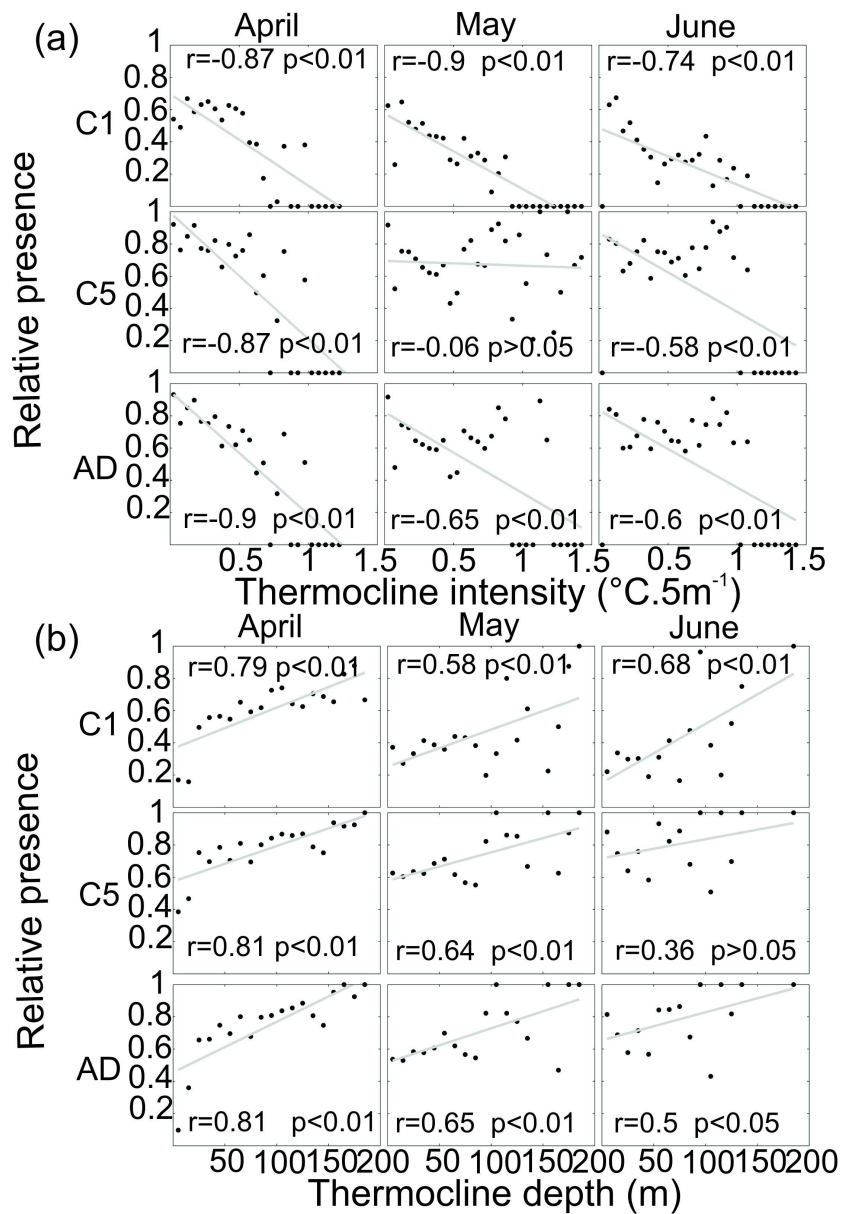 (a) April May June
1
r=-0.87 p<0.01 r=-0.9 p<0.01 r=-0.74 p<0.01
0.8
0.6
C1
0.4
0.2
1
0.8
0.6
C5
0.4
r=-0.87 p<0.01 r=-0.06 p>0.05 r=-0.58 p<0.01
0.2
1
0.8
0.6
AD
0.4
r=-0.9 p<0.01 r=-0.65 p<0.01 r=-0.6 p<0.01
0.2
0.5 1 1.5 0.5 1 1.5 0.5 1 1.5
Relative presence
Thermocline intensity (°C.5m-1)
(b) April May June
1
r=0.79 p<0.01 r=0.58 p<0.01 r=0.68 p<0.01
0.8
0.6
C1
0.4
0.2
1
0.8
0.6
C5
0.4
r=0.81 p<0.01 r=0.64 p<0.01 r=0.36 p>0.05
0.2
1
0.8
0.6
AD
0.4
r=0.81 p<0.01 r=0.65 p<0.01 r=0.5 p<0.05
0.2
50 100 150 200 50 100 150 200 50 100 150 200
Relative presence
Thermocline depth (m)